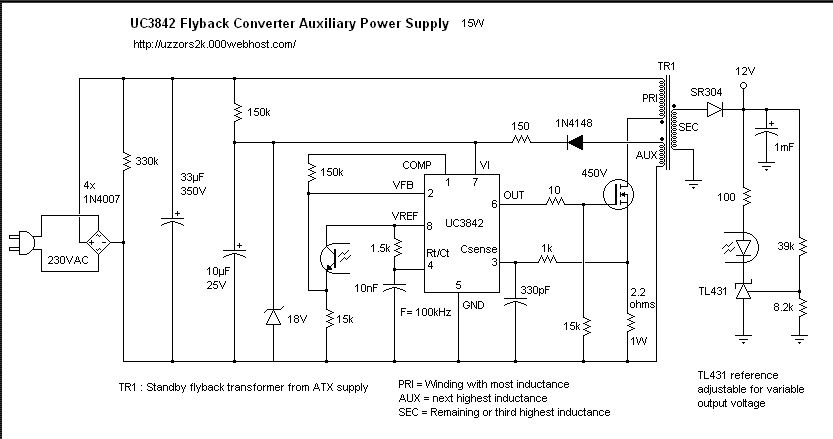 UC3842 Flyback Converter Auxiliary Power Supply 15W
http://uzzors2k.000webhost.com/
TR1
12V
SR304
PRI
SEC
AUX
150k
1N4148
150
+
1mF
330k
33µF
350V
+
4x
1N4007
150k
COMP
VI
1
7
VFB
2
450V
OUT
10
6
100
VREF
8
UC3842
1.5k
Rt/Ct
4
Csense
3
1k
39k
230VAC
+
10µF
25V
10nF
5
GND
330pF
2.2
ohms
TL431
8.2k
18V
15k
F= 100kHz
15k
1W
TR1 : Standby flyback transformer from ATX supply
PRI = Winding with most inductance
AUX = next highest inductance
SEC = Remaining or third highest inductance
TL431 reference
adjustable for variable
output voltage